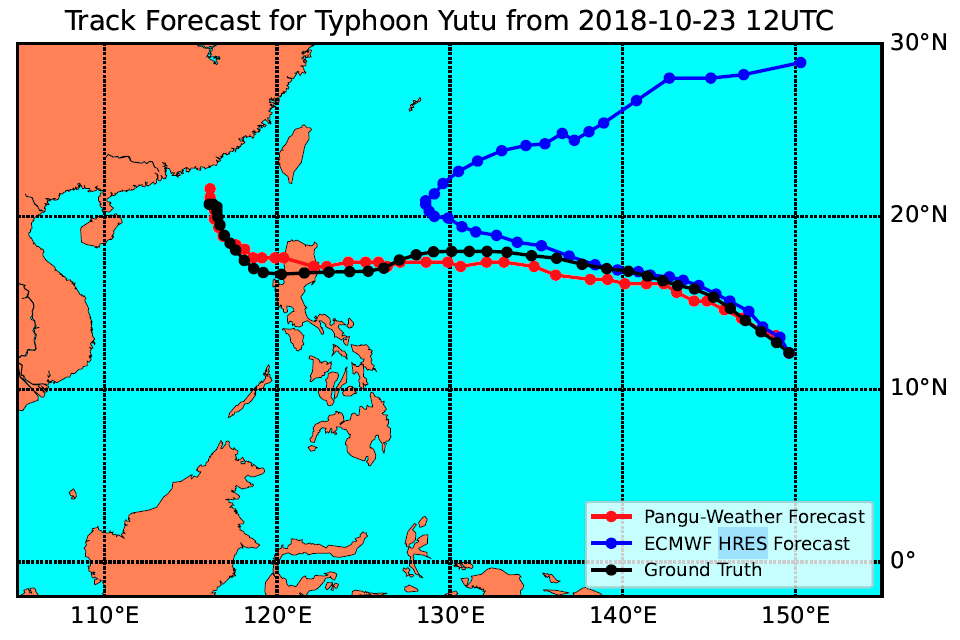 Track Forecast for Typhoon Yutu from 2018-10-23 12UTC
30°N
20°N
10°N
Pangu-Weather Forecast
ECMWF HRES Forecast
0°
Ground Truth
110°E 120°E 130°E 140°E 150°E